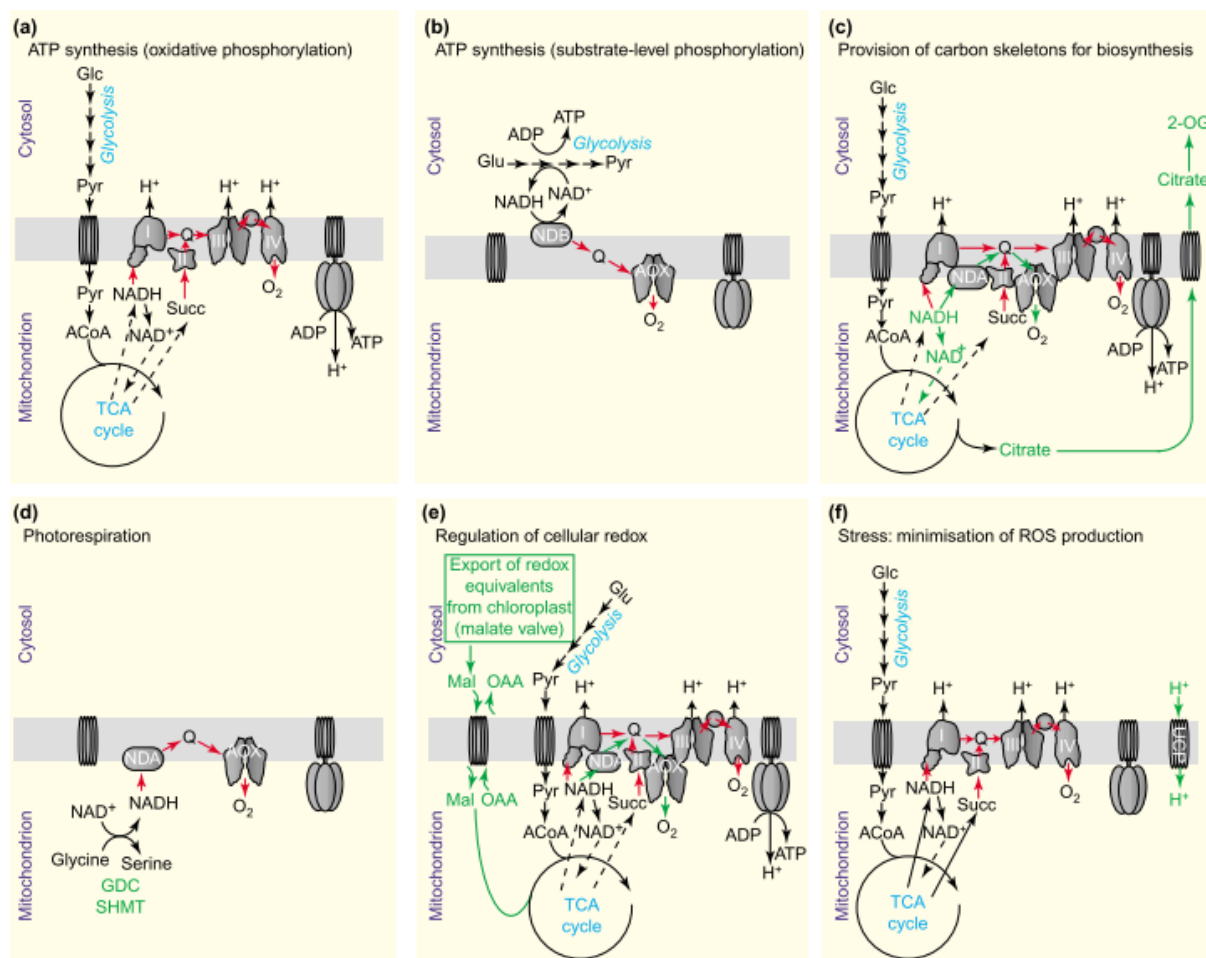 (a)
ATP synthesis (oxidative phosphorylation)
Cytosol
Mitochondrion
Glc
Glycolysis
Pyr
H⁺
H⁺
H⁺
I
Q
II
III
IV
Pyr
NADH
Succ
O₂
ACoA
NAD⁺
ADP
ATP
H⁺
TCA
cycle
(b)
ATP synthesis (substrate-level phosphorylation)
Cytosol
Mitochondrion
ATP
ADP
Glycolysis
Glu
Pyr
NADH
NAD⁺
NDB
Q
AOX
O₂
(c)
Provision of carbon skeletons for biosynthesis
Cytosol
Mitochondrion
Glc
Glycolysis
2-OG
Citrate
Pyr
H⁺
H⁺
H⁺
I
Q
III
IV
NDA
II
AOX
Pyr
NADH
Succ
O₂
O₂
ACoA
NAD⁺
ADP
ATP
H⁺
TCA
cycle
Citrate
(d)
Photorespiration
Cytosol
Mitochondrion
NDA
Q
AOX
NAD⁺
NADH
O₂
Glycine
Serine
GDC
SHMT
(e)
Regulation of cellular redox
Cytosol
Mitochondrion
Export of redox
equivalents
from chloroplast
(malate valve)
Glu
Glycolysis
Mal
OAA
Pyr
H⁺
H⁺
H⁺
I
Q
III
IV
NDA
II
AOX
Mal
OAA
Pyr
NADH
Succ
O₂
O₂
ACoA
NAD⁺
ADP
ATP
H⁺
TCA
cycle
(f)
Stress: minimisation of ROS production
Cytosol
Mitochondrion
Glc
Glycolysis
Pyr
H⁺
H⁺
H⁺
H⁺
I
Q
II
III
IV
UCP
Pyr
NADH
Succ
O₂
H⁺
ACoA
NAD⁺
TCA
cycle